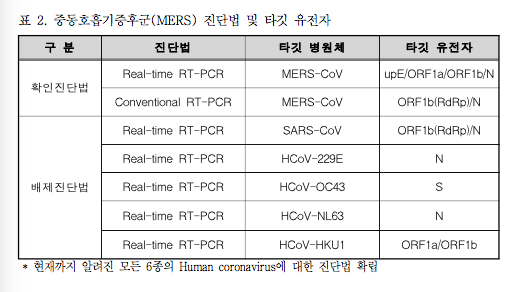 표 2. 중동호흡기증후군(MERS) 진단법 및 타깃 유전자
구 분 진단법 타깃 병원체 타깃 유전자
확인진단법 Real-time RT-PCR MERS-CoV upE/ORF1a/ORF1b/N
Conventional RT-PCR MERS-CoV ORF1b(RdRp)/N
배제진단법 Real-time RT-PCR SARS-CoV ORF1b(RdRp)/N
Real-time RT-PCR HCoV-229E N
Real-time RT-PCR HCoV-OC43 S
Real-time RT-PCR HCoV-NL63 N
Real-time RT-PCR HCoV-HKU1 ORF1a/ORF1b
* 현재까지 알려진 모든 6종의 Human coronavirus에 대한 진단법 확립